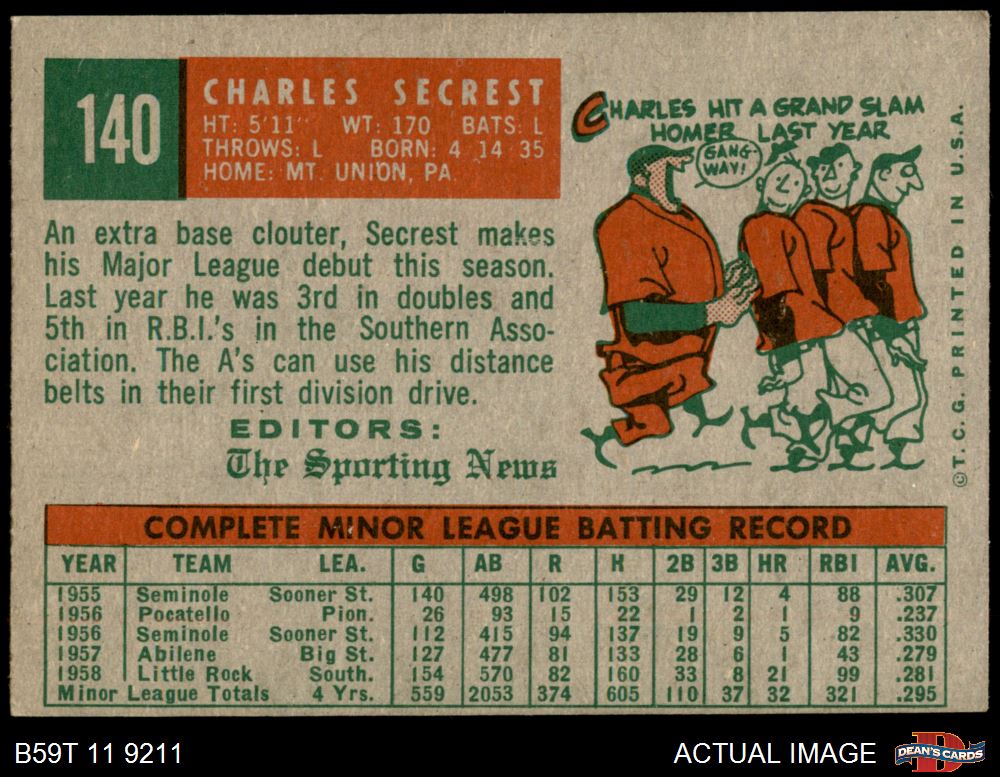 140
CHARLES SECREST
HT: 5'11" WT: 170 BATS: L
THROWS: L BORN: 4 14 35
HOME: MT. UNION, PA.
An extra base clouter, Secrest makes
his Major League debut this season.
Last year he was 3rd in doubles and
5th in R.B.I.'s in the Southern Asso-
ciation. The A's can use his distance
belts in their first division drive.
EDITORS:
The Sporting News
CHARLES HIT A GRAND SLAM
HOMER LAST YEAR
GANG-
WAY!
©T. C. G. PRINTED IN U.S.A.
COMPLETE MINOR LEAGUE BATTING RECORD
YEAR TEAM LEA. G AB R H 2B 3B HR RBI AVG.
1955 Seminole Sooner St. 140 498 102 153 29 12 4 88 .307
1956 Pocatello Pion. 26 93 15 22 1 2 1 9 .237
1956 Seminole Sooner St. 112 415 94 137 19 9 5 82 .330
1957 Abilene Big St. 127 477 81 133 28 6 1 43 .279
1958 Little Rock South. 154 570 82 160 33 8 21 99 .281
Minor League Totals 4 Yrs. 559 2053 374 605 110 37 32 321 .295
B59T 11 9211
ACTUAL IMAGE
D
DEAN'S CARDS